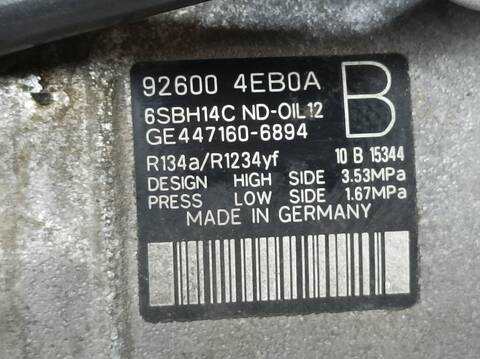 92600 4EB0A
B
6SBH14C ND-OIL12
GE447160-6894
R134a/R1234yf 10 B 15344
DESIGN HIGH SIDE 3.53MPa
PRESS LOW SIDE 1.67MPa
MADE IN GERMANY